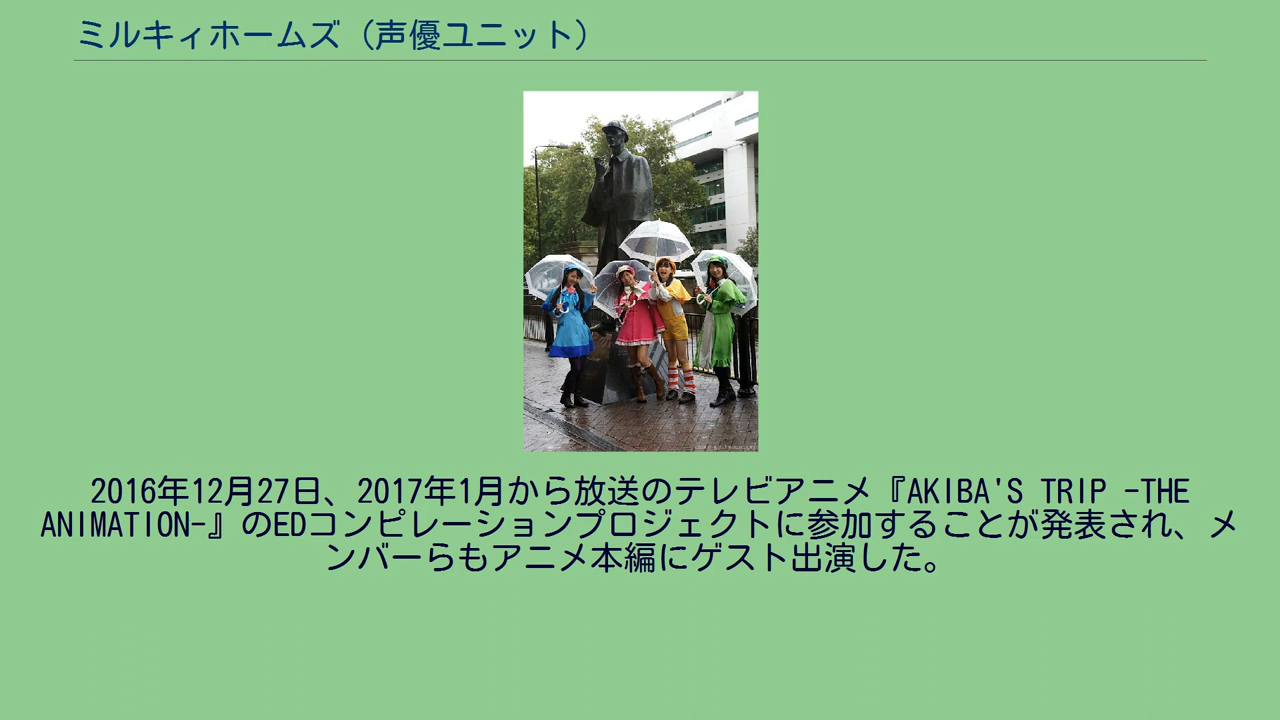 ミルキィホームズ（声優ユニット）
2016年12月27日、2017年1月から放送のテレビアニメ『AKIBA'S TRIP -THE
ANIMATION-』のEDコンピレーションプロジェクトに参加することが発表され、メ
ンバーらもアニメ本編にゲスト出演した。